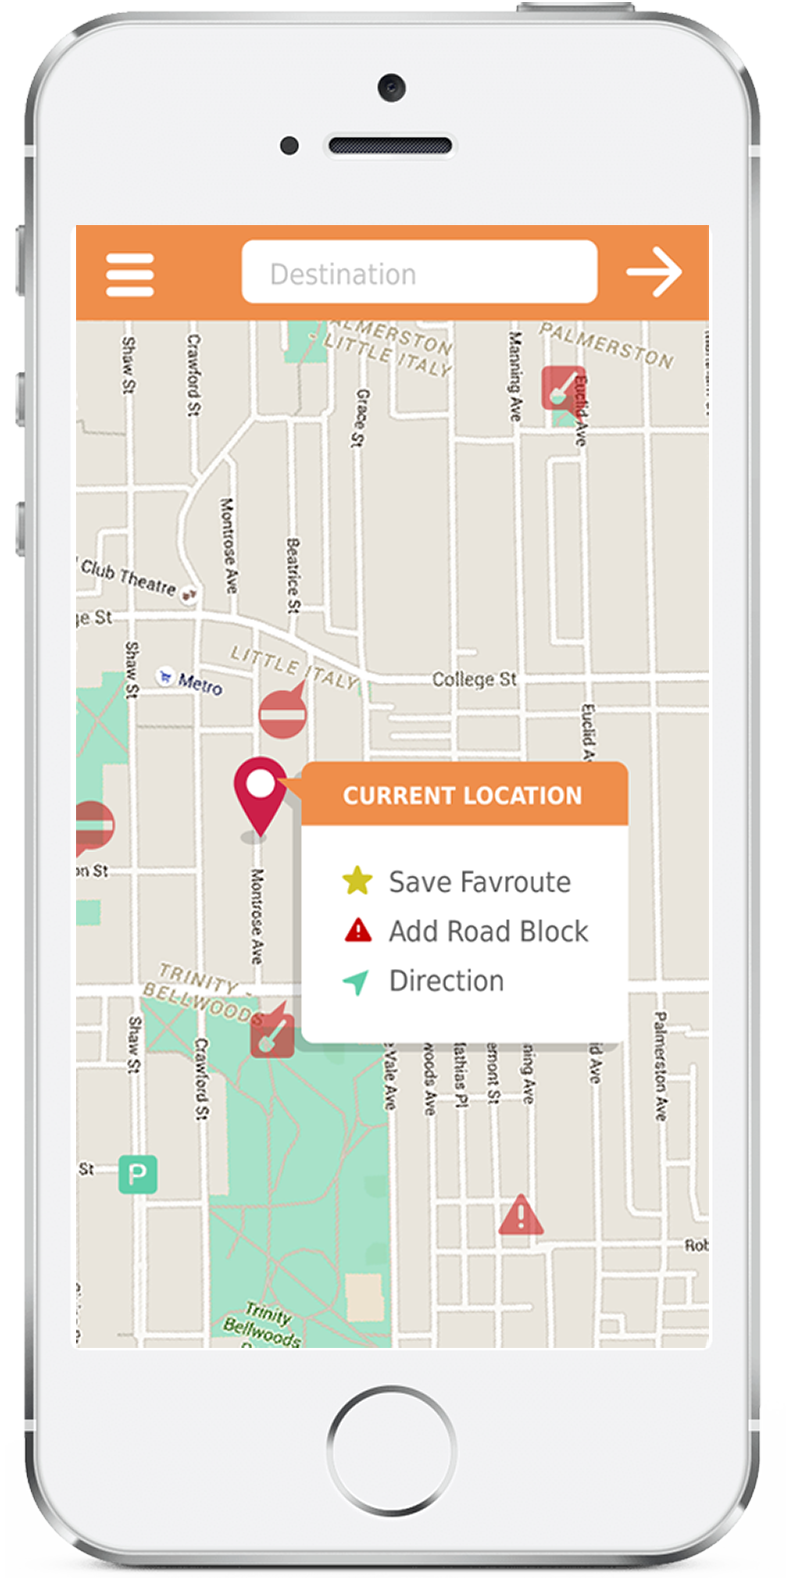 Destination
PALMERSTON
- LITTLE ITALY
PALMERSTON
Shaw St
Crawford St
Grace St
Manning Ave
Euclid Ave
Montrose Ave
Beatrice St
Club Theatre
ge St
Shaw St
LITTLE ITALY
Metro
College St
Euclid A
CURRENT LOCATION
Save Favroute
Add Road Block
Direction
on St
Montrose Ave
TRINITY -
BELLWOODS
Shaw St
Crawford St
Vale Ave
woods Ave
athias Pl
emont St
ning Ave
id Ave
Palmerston Ave
St
P
Rob
Trinity
Bellwoods